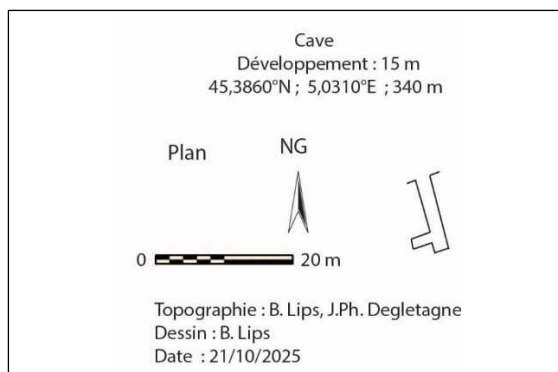 Cave
Développement : 15 m
45,3860°N ; 5,0310°E ; 340 m
Plan
NG
0
20 m
Topographie : B. Lips, J.Ph. Degletagne
Dessin : B. Lips
Date : 21/10/2025